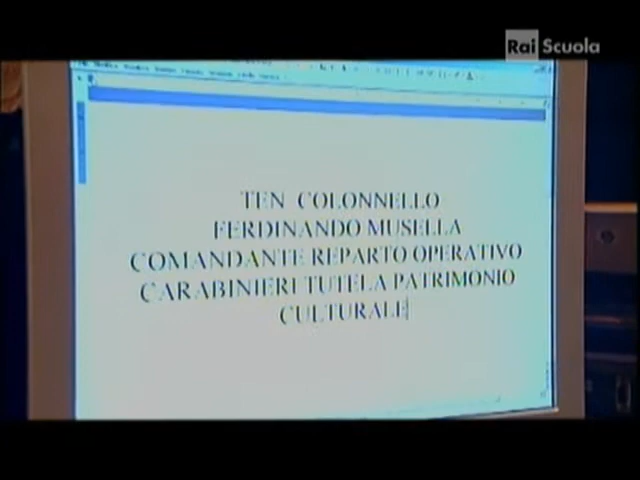 Rai Scuola
TEN COLONNELLO
FERDINANDO MUSELLA
COMANDANTE REPARTO OPERATIVO
CARABINIERI TUTELA PATRIMONIO
CULTURALE